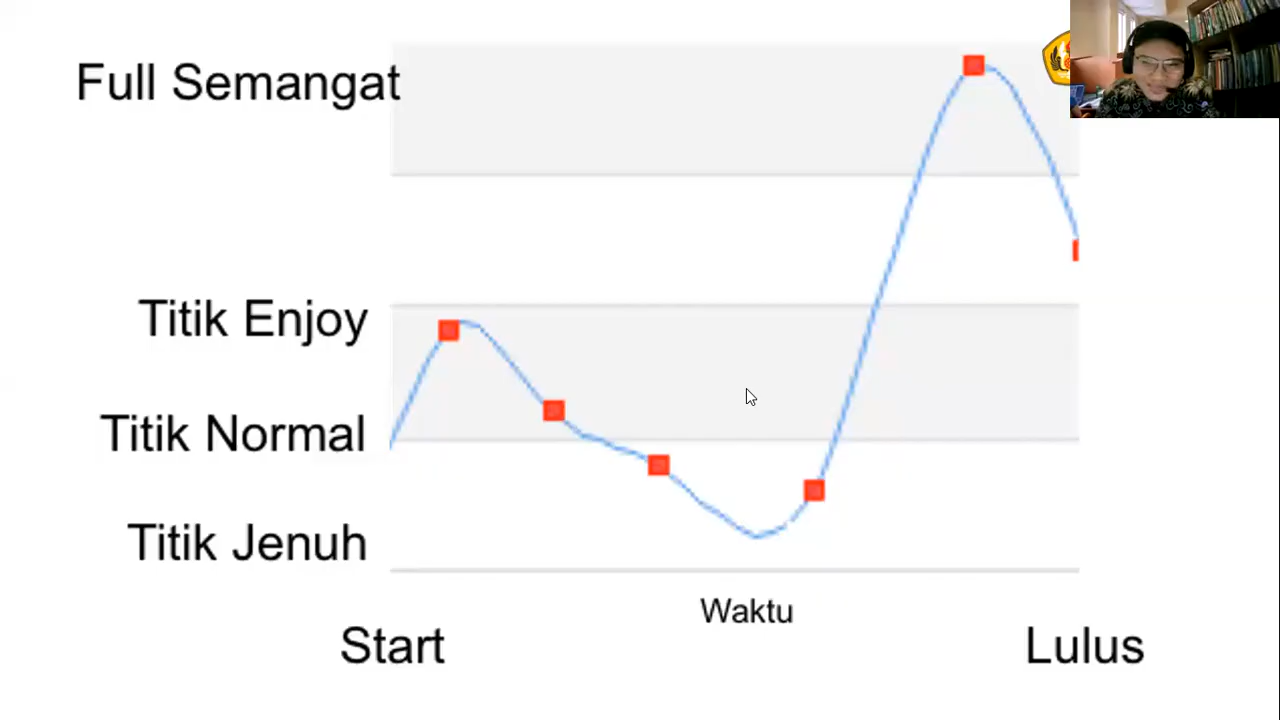 Full Semangat
Titik Enjoy
Titik Normal
Titik Jenuh
Waktu
Start
Lulus